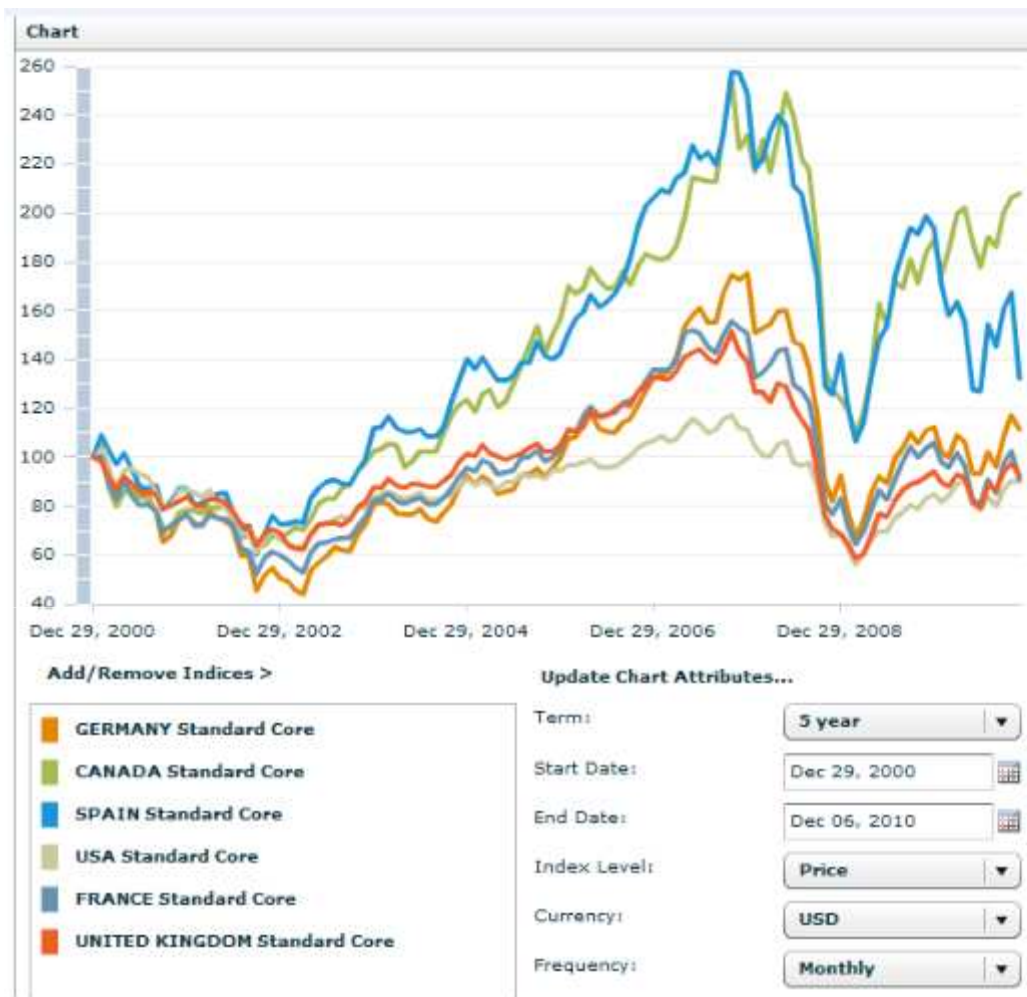 Chart
260
240
220
200
180
160
140
120
100
80
60
40
Dec 29, 2000 Dec 29, 2002 Dec 29, 2004 Dec 29, 2006 Dec 29, 2008
Add/Remove Indices >
GERMANY Standard Core
CANADA Standard Core
SPAIN Standard Core
USA Standard Core
FRANCE Standard Core
UNITED KINGDOM Standard Core
Update Chart Attributes...
Term: 5 year
Start Date: Dec 29, 2000
End Date: Dec 06, 2010
Index Level: Price
Currency: USD
Frequency: Monthly